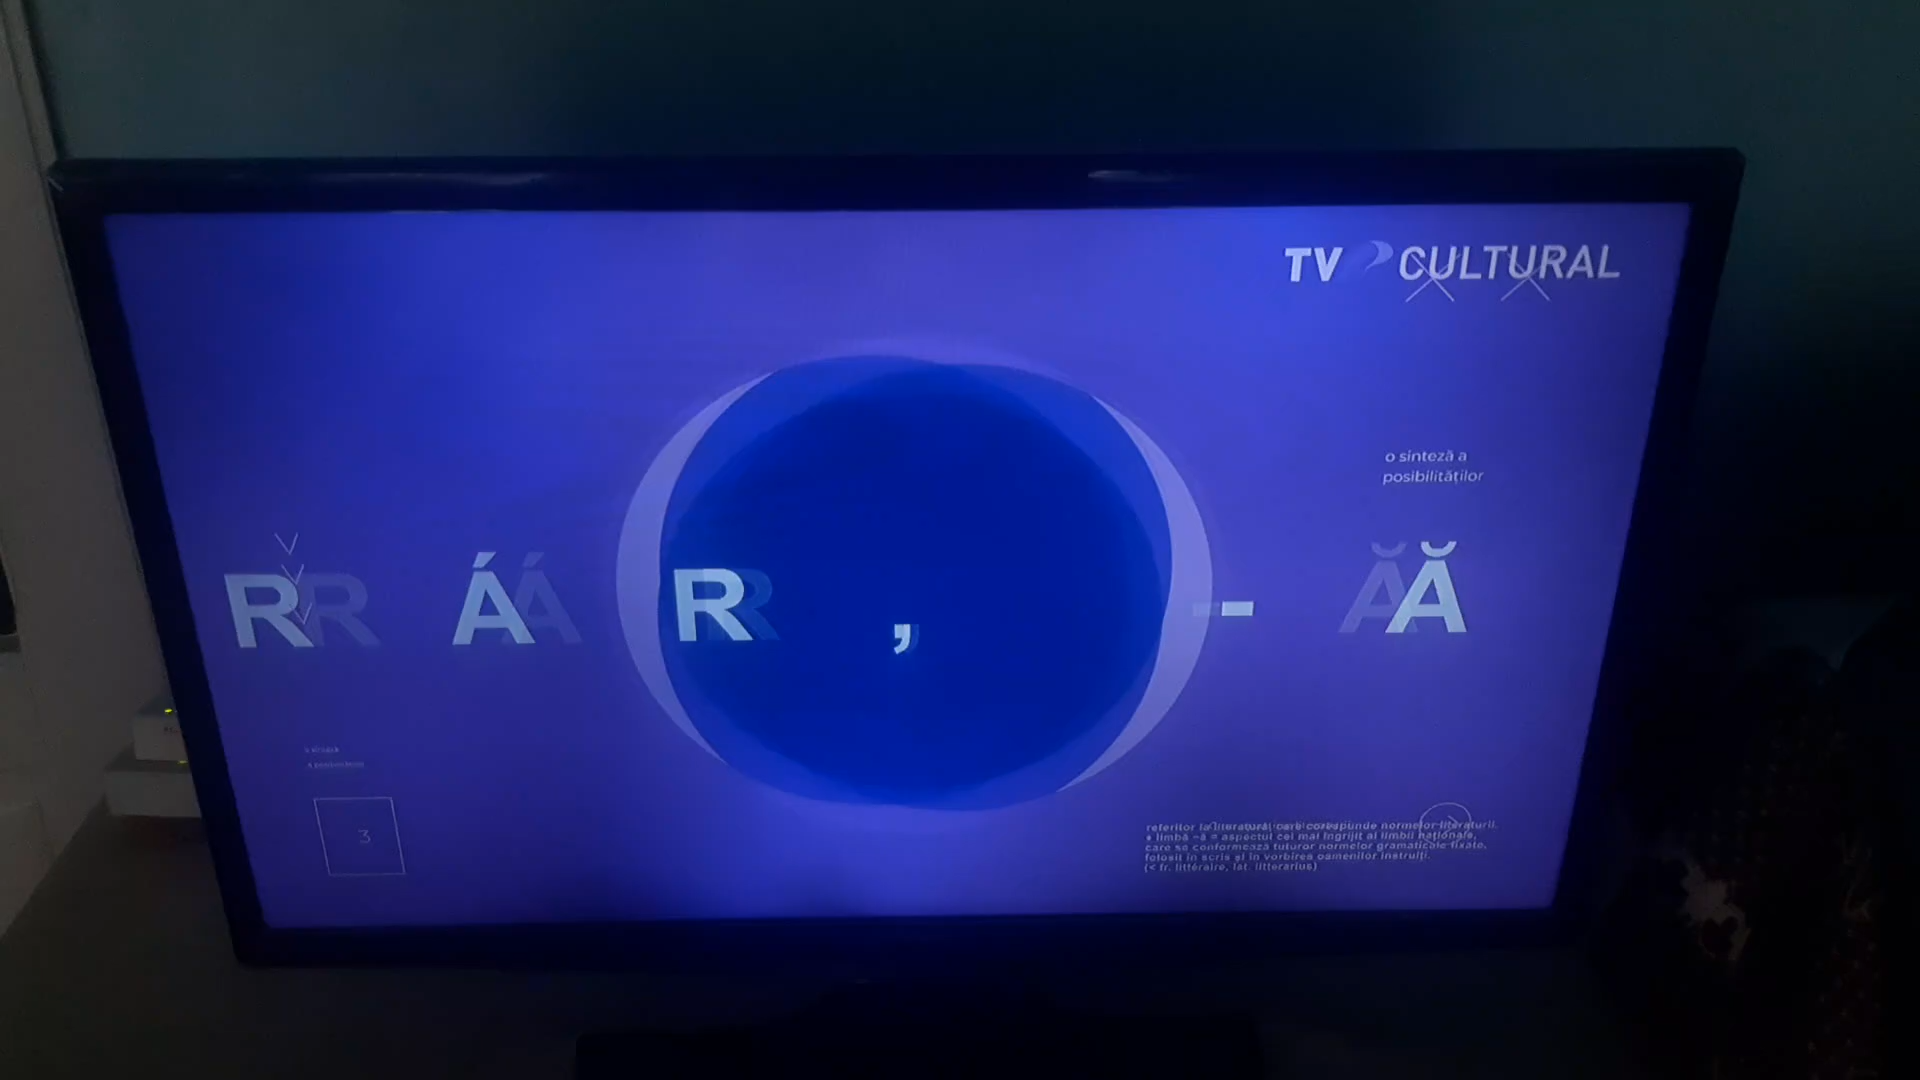 TVR CULTURAL
o sinteză a
posibilităților
R Á R , - Ă
3
referitor la literatură; care corespunde normelor literaturii.
• limbă ~ă = aspectul cel mai îngrijit al limbii naționale,
care se conformează tuturor normelor gramaticale fixate,
folosit în scris și în vorbirea oamenilor instruiți.
(< fr. littéraire, lat. litterarius)